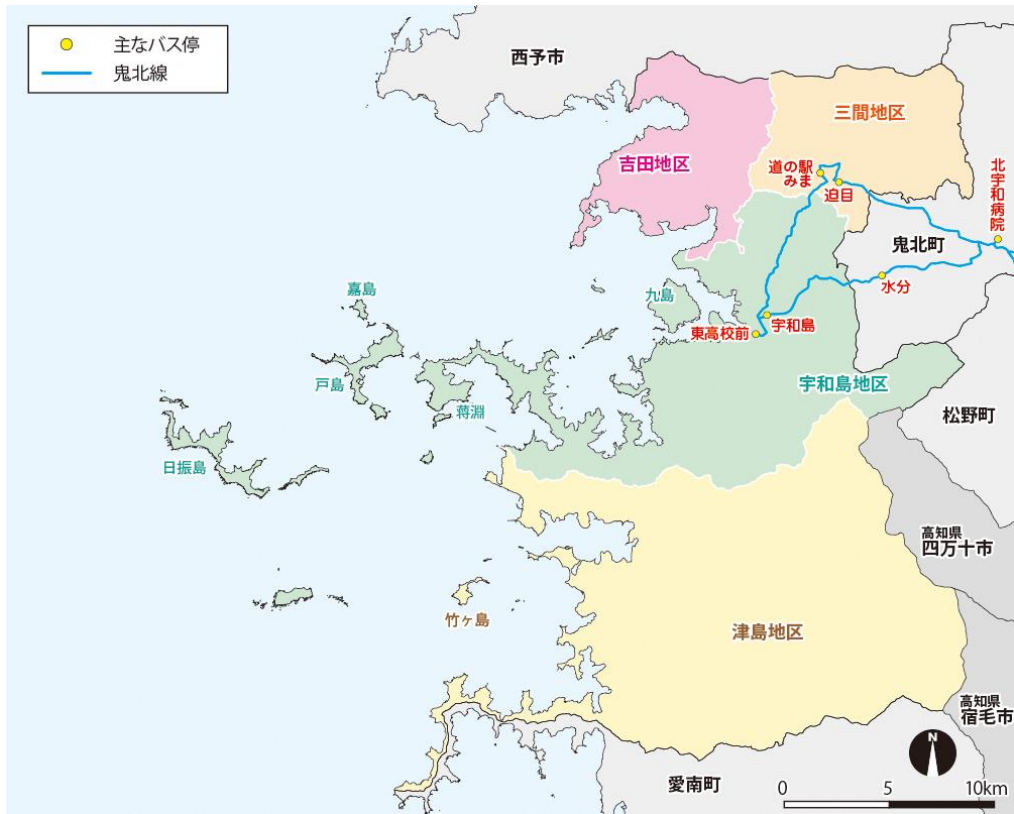 主なバス停
鬼北線
西予市
三間地区
吉田地区
道の駅
みま
迫目
北宇和病院
鬼北町
水分
嘉島
九島
宇和島
東高校前
戸島
蒋淵
宇和島地区
松野町
日振島
高知県
四万十市
竹ヶ島
津島地区
高知県
宿毛市
愛南町
N
0 5 10km